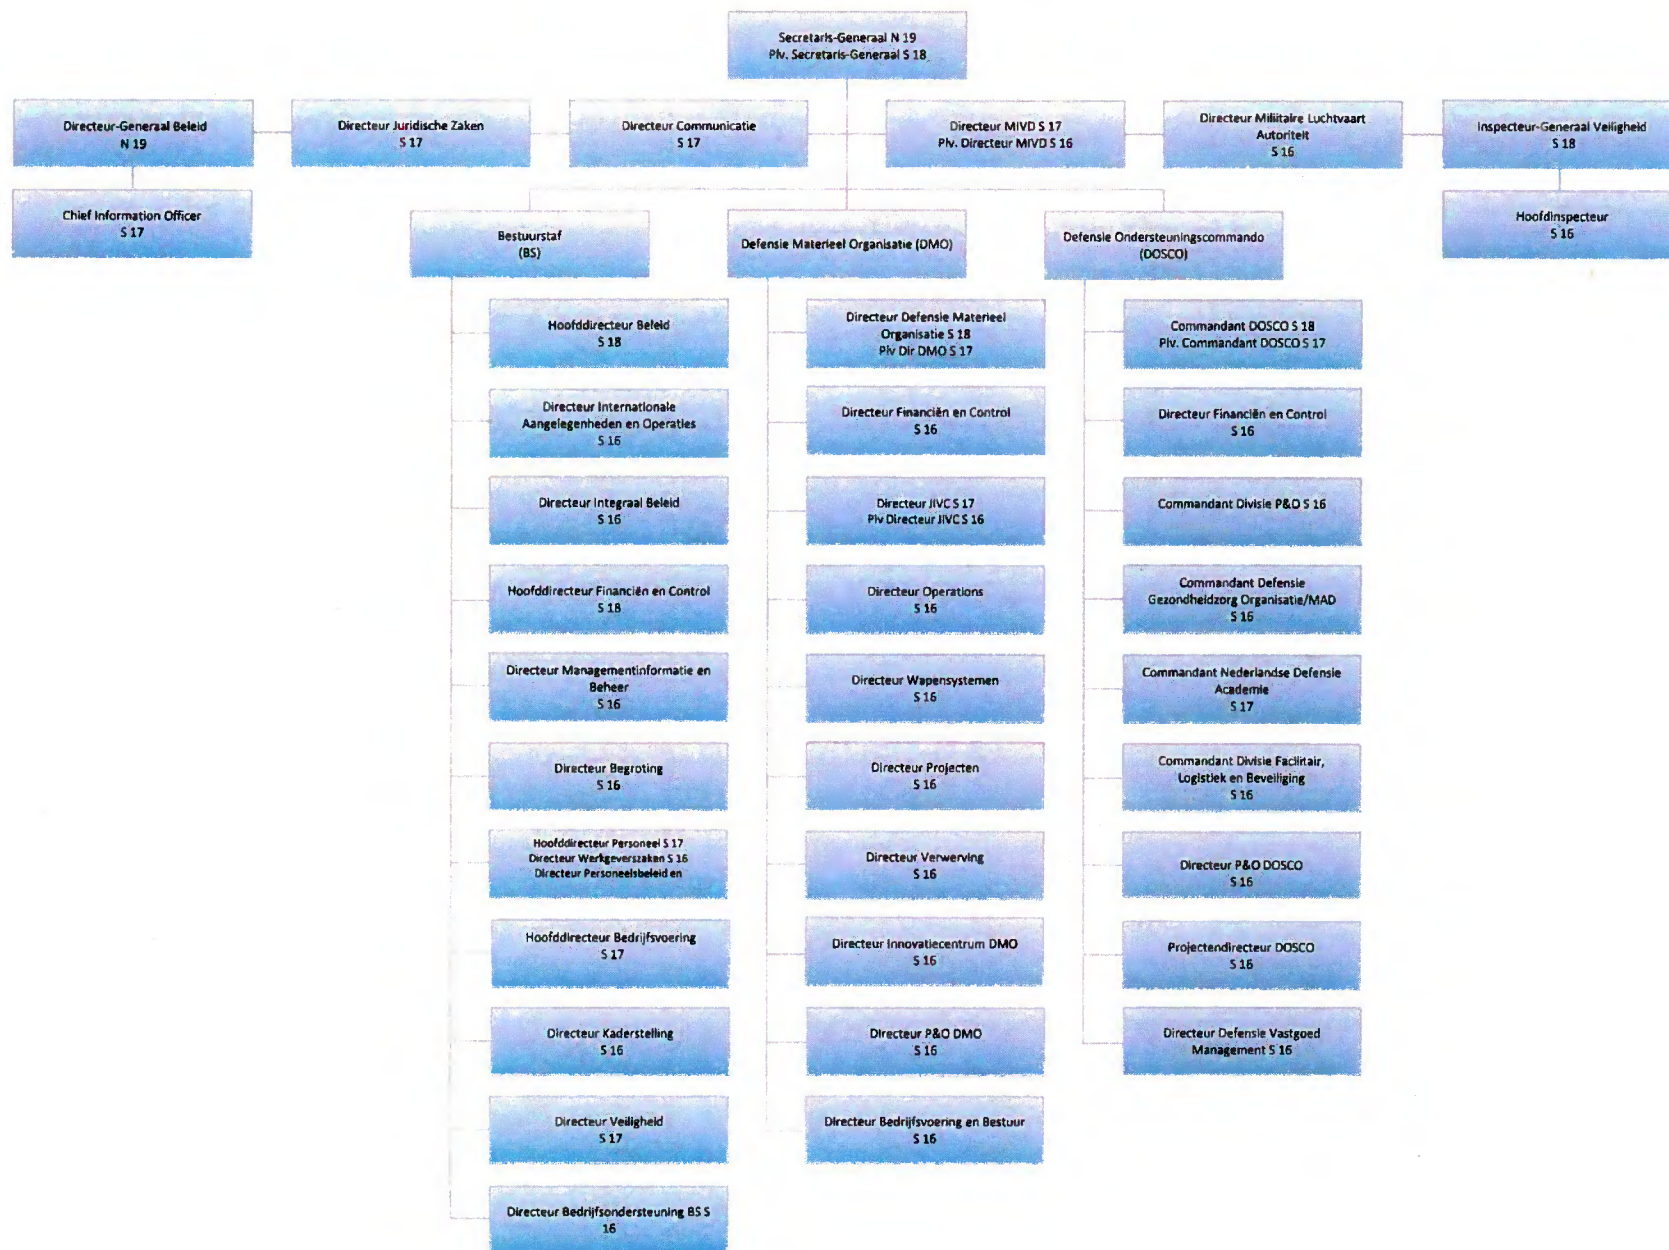 Secretaris-Generaal N 19
Plv. Secretaris-Generaal S 18
Directeur-Generaal Beleid
N 19
Directeur Juridische Zaken
S 17
Directeur Communicatie
S 17
Directeur MIVD S 17
Plv. Directeur MIVD S 16
Directeur Militaire Luchtvaart
Autoriteit
S 16
Inspecteur-Generaal Veiligheid
S 18
Chief Information Officer
S 17
Hoofdinspecteur
S 16
Bestuurstaf
(BS)
Defensie Materieel Organisatie (DMO)
Defensie Ondersteuningscommando
(DOSCO)
Hoofddirecteur Beleid
S 18
Directeur Internationale
Aangelegenheden en Operaties
S 16
Directeur Integraal Beleid
S 16
Hoofddirecteur Financiën en Control
S 18
Directeur Managementinformatie en
Beheer
S 16
Directeur Begroting
S 16
Hoofddirecteur Personeel S 17
Directeur Werkgeverszaken S 16
Directeur Personeelsbeleid en
Hoofddirecteur Bedrijfsvoering
S 17
Directeur Kaderstelling
S 16
Directeur Veiligheid
S 17
Directeur Bedrijfsondersteuning BS S
16
Directeur Defensie Materieel
Organisatie S 18
Plv Dir DMO S 17
Directeur Financiën en Control
S 16
Directeur JIVC S 17
Plv Directeur JIVC S 16
Directeur Operations
S 16
Directeur Wapensystemen
S 16
Directeur Projecten
S 16
Directeur Verwerving
S 16
Directeur Innovatiecentrum DMO
S 16
Directeur P&O DMO
S 16
Directeur Bedrijfsvoering en Bestuur
S 16
Commandant DOSCO S 18
Plv. Commandant DOSCO S 17
Directeur Financiën en Control
S 16
Commandant Divisie P&O S 16
Commandant Defensie
Gezondheidzorg Organisatie/MAD
S 16
Commandant Nederlandse Defensie
Academie
S 17
Commandant Divisie Facilitair,
Logistiek en Beveiliging
S 16
Directeur P&O DOSCO
S 16
Projectendirecteur DOSCO
S 16
Directeur Defensie Vastgoed
Management S 16